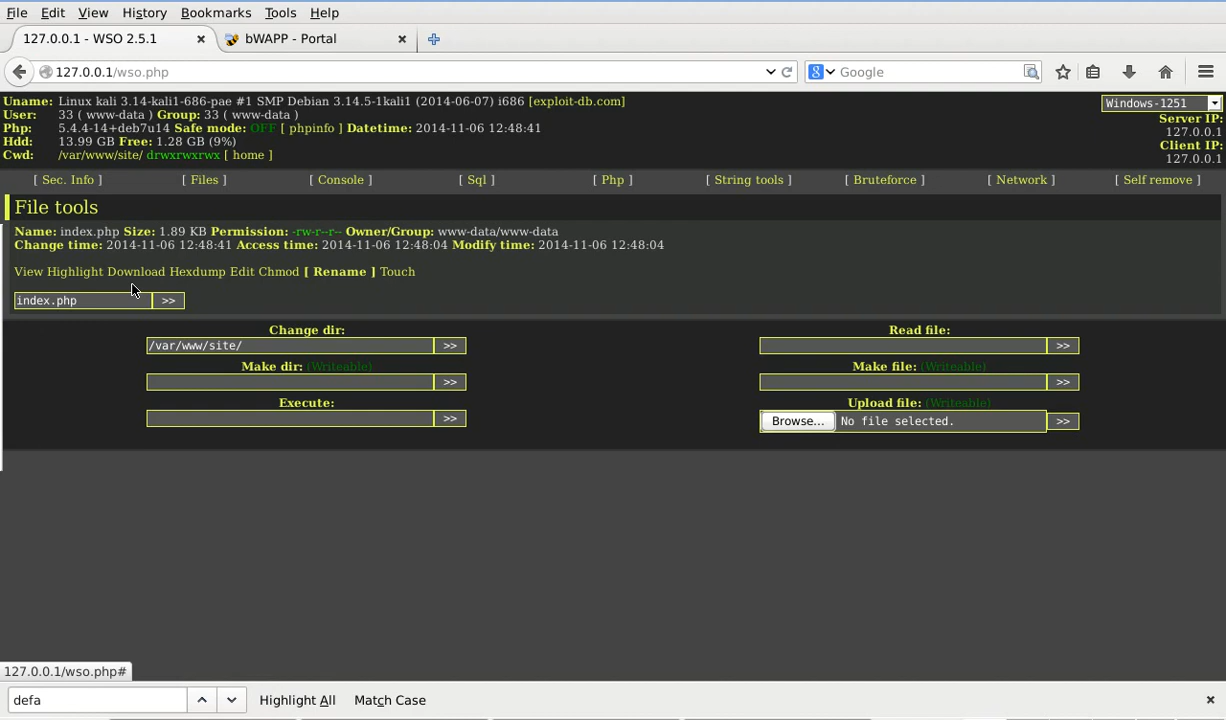 File Edit View History Bookmarks Tools Help
127.0.0.1 - WSO 2.5.1 bWAPP - Portal
127.0.0.1/wso.php Google
Uname: Linux kali 3.14-kali1-686-pae #1 SMP Debian 3.14.5-1kali1 (2014-06-07) i686 [exploit-db.com] Windows-1251
User: 33 ( www-data ) Group: 33 ( www-data ) Server IP:
Php: 5.4.4-14+deb7u14 Safe mode: OFF [ phpinfo ] Datetime: 2014-11-06 12:48:41 127.0.0.1
Hdd: 13.99 GB Free: 1.28 GB (9%) Client IP:
Cwd: /var/www/site/ drwxrwxrwx [ home ] 127.0.0.1
[ Sec. Info ] [ Files ] [ Console ] [ Sql ] [ Php ] [ String tools ] [ Bruteforce ] [ Network ] [ Self remove ]
File tools
Name: index.php Size: 1.89 KB Permission: -rw-r--r-- Owner/Group: www-data/www-data
Change time: 2014-11-06 12:48:41 Access time: 2014-11-06 12:48:04 Modify time: 2014-11-06 12:48:04
View Highlight Download Hexdump Edit Chmod [ Rename ] Touch
index.php >>
Change dir: Read file:
/var/www/site/ >> >>
Make dir: (Writeable) Make file: (Writeable)
>> >>
Execute: Upload file: (Writeable)
>> Browse... No file selected. >>
127.0.0.1/wso.php#
defa Highlight All Match Case